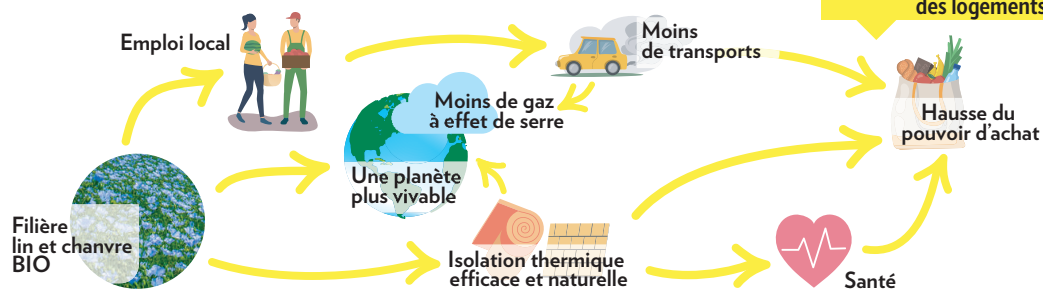 des logements
Emploi local
Moins
de transports
Moins de gaz
à effet de serre
Hausse du
pouvoir d'achat
Une planète
plus vivable
Filière
lin et chanvre
BIO
Isolation thermique
efficace et naturelle
Santé